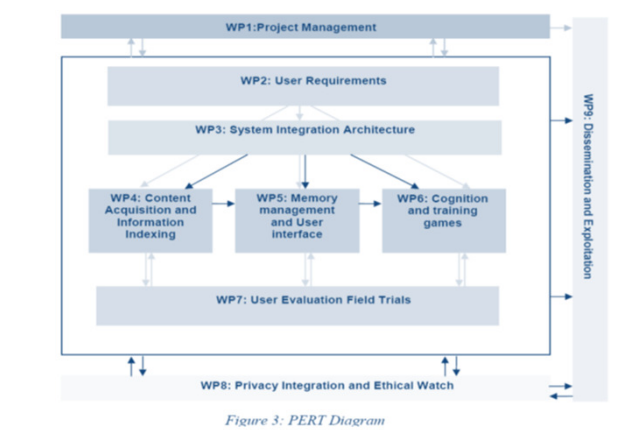 WP1:Project Management
WP2: User Requirements
WP3: System Integration Architecture
WP4: Content
Acquisition and
Information
Indexing
WP5: Memory
management
and User
interface
WP6: Cognition
and training
games
WP7: User Evaluation Field Trials
WP8: Privacy Integration and Ethical Watch
WP9: Dissemination and Exploitation
Figure 3: PERT Diagram